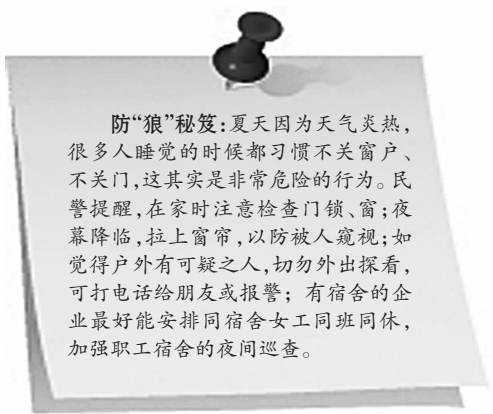 防“狼”秘笈:夏天因为天气炎热,
很多人睡觉的时候都习惯不关窗户、
不关门,这其实是非常危险的行为。民
警提醒,在家时注意检查门锁、窗;夜
幕降临,拉上窗帘,以防被人窥视;如
觉得户外有可疑之人,切勿外出探看,
可打电话给朋友或报警;有宿舍的企
业最好能安排同宿舍女工同班同休,
加强职工宿舍的夜间巡查。